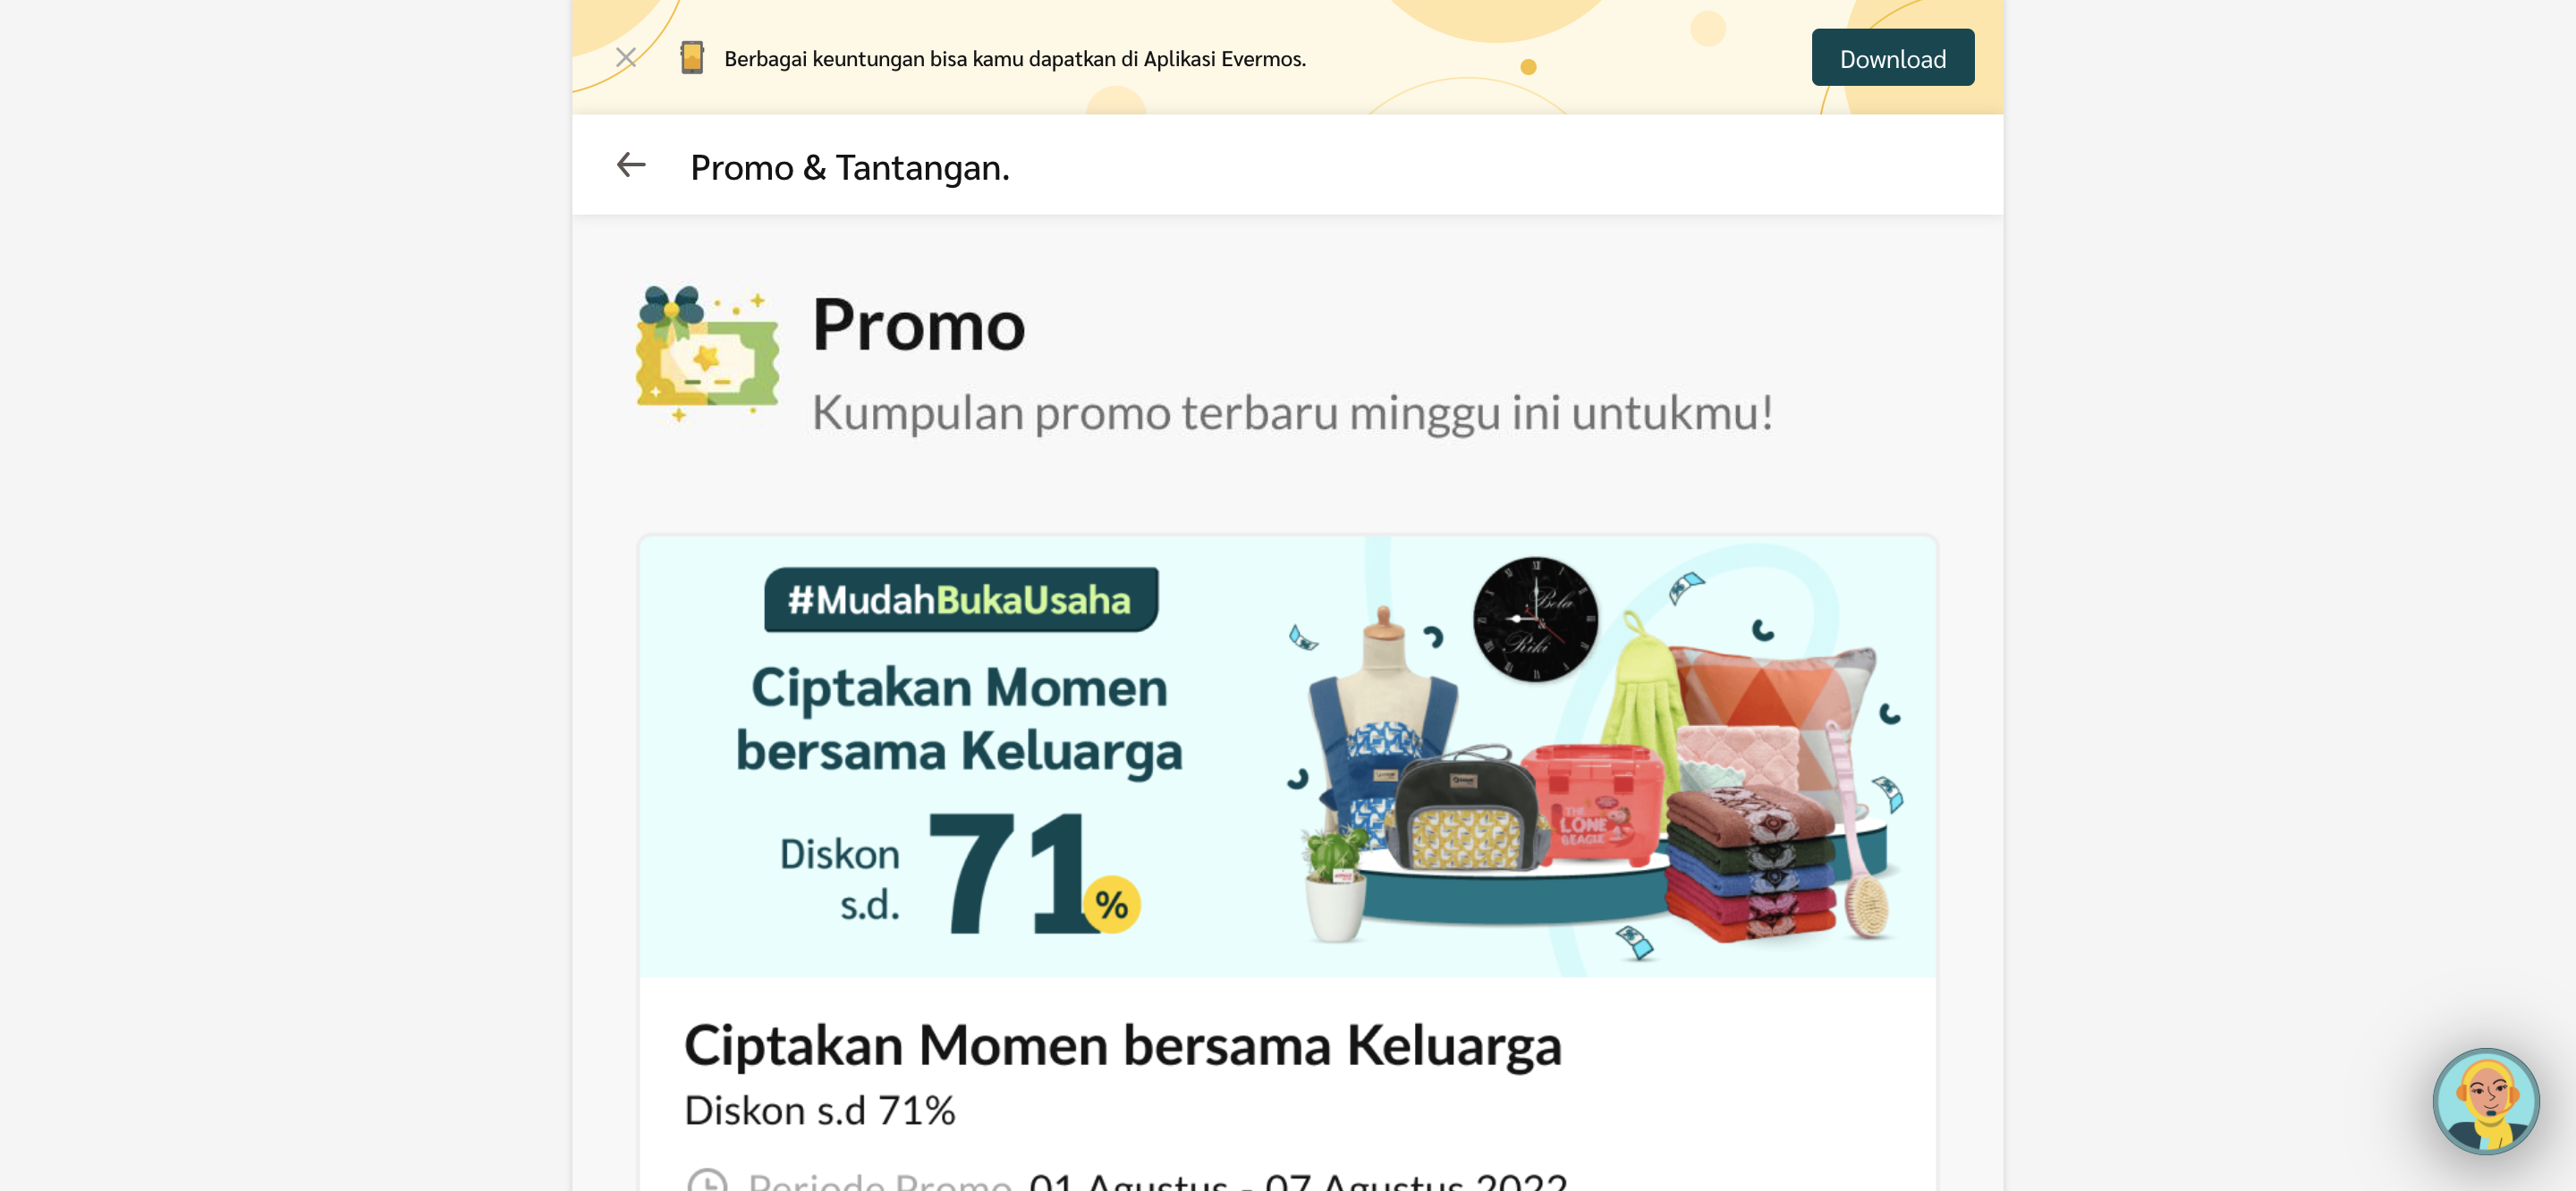 Berbagai keuntungan bisa kamu dapatkan di Aplikasi Evermos.
Download
Promo & Tantangan.
Promo
Kumpulan promo terbaru minggu ini untukmu!
#MudahBukaUsaha
Ciptakan Momen
bersama Keluarga
Diskon
s.d. 71%
Bela
&
Riki
THE
LONE
BEAGLE
Ciptakan Momen bersama Keluarga
Diskon s.d 71%
Periode Promo 01 Agustus - 07 Agustus 2022